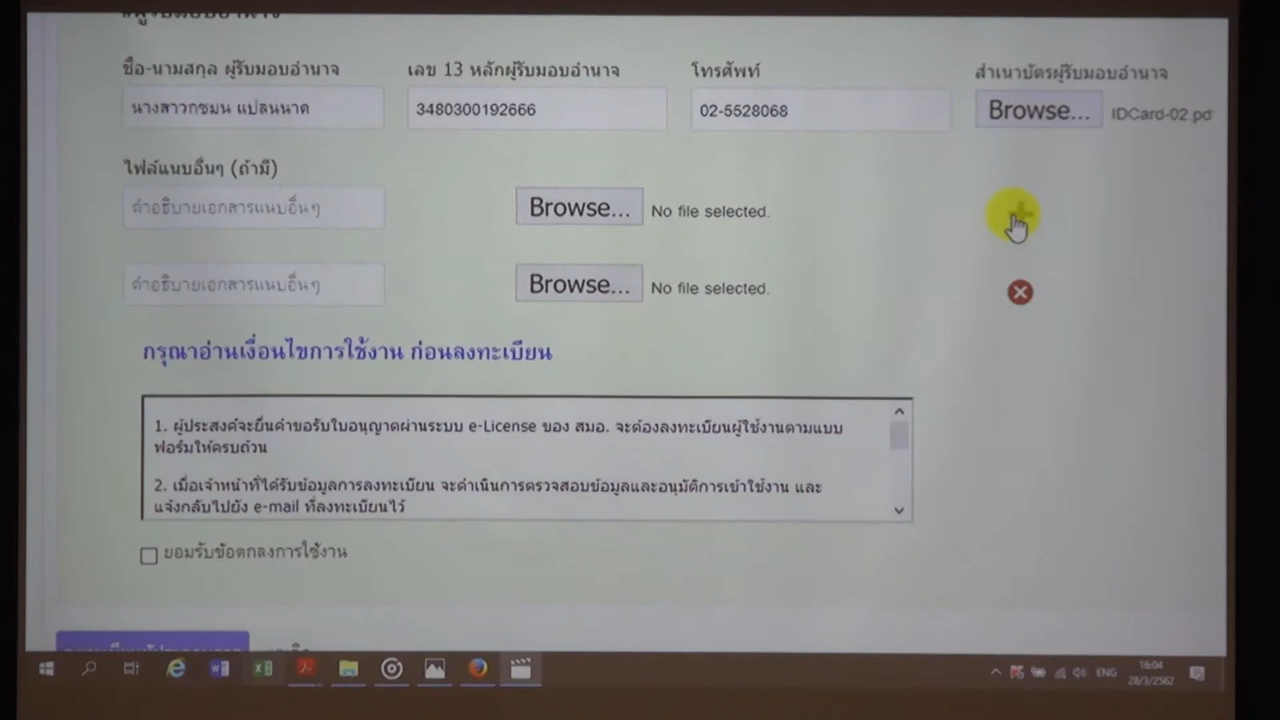 ชื่อ-นามสกุล ผู้รับมอบอำนาจ
เลข 13 หลักผู้รับมอบอำนาจ
โทรศัพท์
สำเนาบัตรผู้รับมอบอำนาจ
นางสาวกชมน แปลนนาค
3480300192666
02-5528068
Browse...
IDCard-02.pd
ไฟล์แนบอื่นๆ (ถ้ามี)
คำอธิบายเอกสารแนบอื่นๆ
Browse...
No file selected.
คำอธิบายเอกสารแนบอื่นๆ
Browse...
No file selected.
กรุณาอ่านเงื่อนไขการใช้งาน ก่อนลงทะเบียน
1. ผู้ประสงค์จะยื่นคำขอรับใบอนุญาตผ่านระบบ e-License ของ สมอ. จะต้องลงทะเบียนผู้ใช้งานตามแบบ
ฟอร์มให้ครบถ้วน
2. เมื่อเจ้าหน้าที่ได้รับข้อมูลการลงทะเบียน จะดำเนินการตรวจสอบข้อมูลและอนุมัติการเข้าใช้งาน และ
แจ้งกลับไปยัง e-mail ที่ลงทะเบียนไว้
ยอมรับข้อตกลงการใช้งาน
ENG
16:04
28/3/2562